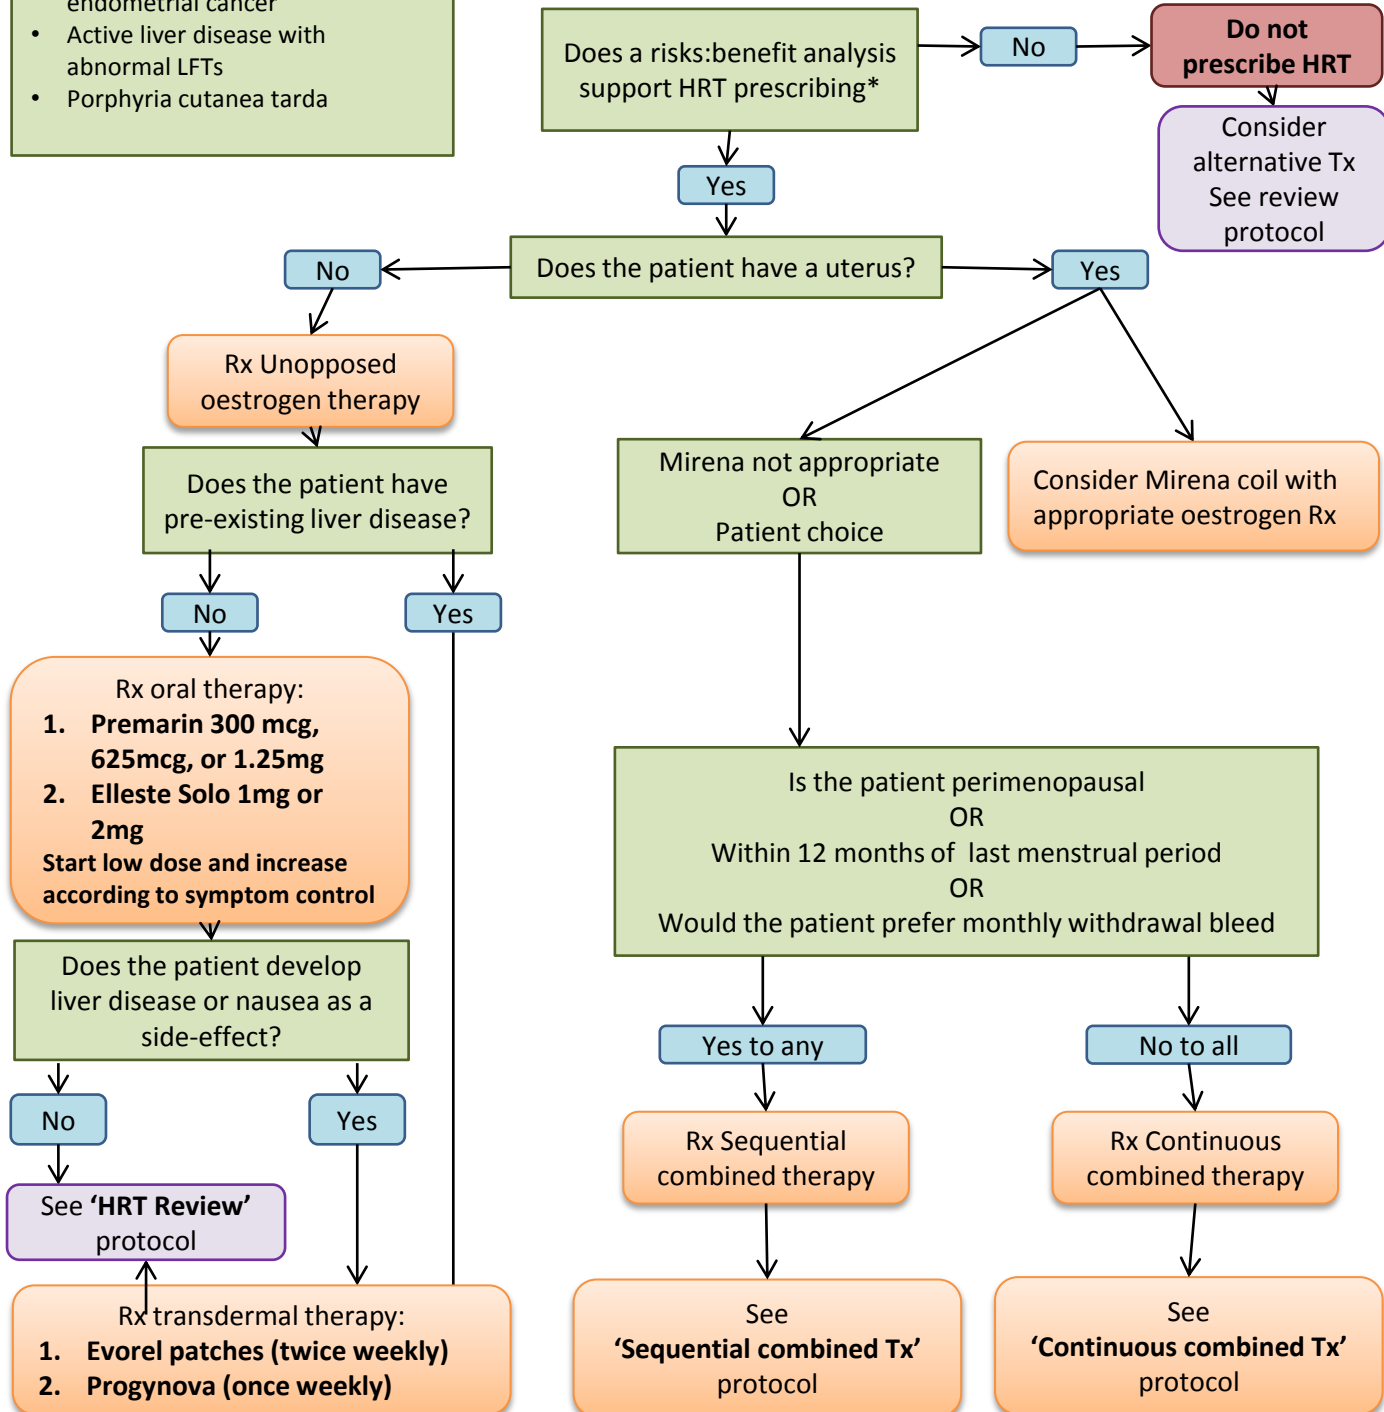 endometrial cancer
• Active liver disease with
abnormal LFTs
• Porphyria cutanea tarda
Does a risks:benefit analysis
support HRT prescribing*
No
Do not
prescribe HRT
Consider
alternative Tx
See review
protocol
Yes
Does the patient have a uterus?
No
Yes
Rx Unopposed
oestrogen therapy
Does the patient have
pre-existing liver disease?
Mirena not appropriate
OR
Patient choice
Consider Mirena coil with
appropriate oestrogen Rx
No
Yes
Rx oral therapy:
1. Premarin 300 mcg,
625mcg, or 1.25mg
2. Elleste Solo 1mg or
2mg
Start low dose and increase
according to symptom control
Is the patient perimenopausal
OR
Within 12 months of last menstrual period
OR
Would the patient prefer monthly withdrawal bleed
Does the patient develop
liver disease or nausea as a
side-effect?
Yes to any
No to all
No
Yes
Rx Sequential
combined therapy
Rx Continuous
combined therapy
See ‘HRT Review’
protocol
Rx transdermal therapy:
1. Evorel patches (twice weekly)
2. Progynova (once weekly)
See
‘Sequential combined Tx’
protocol
See
‘Continuous combined Tx’
protocol